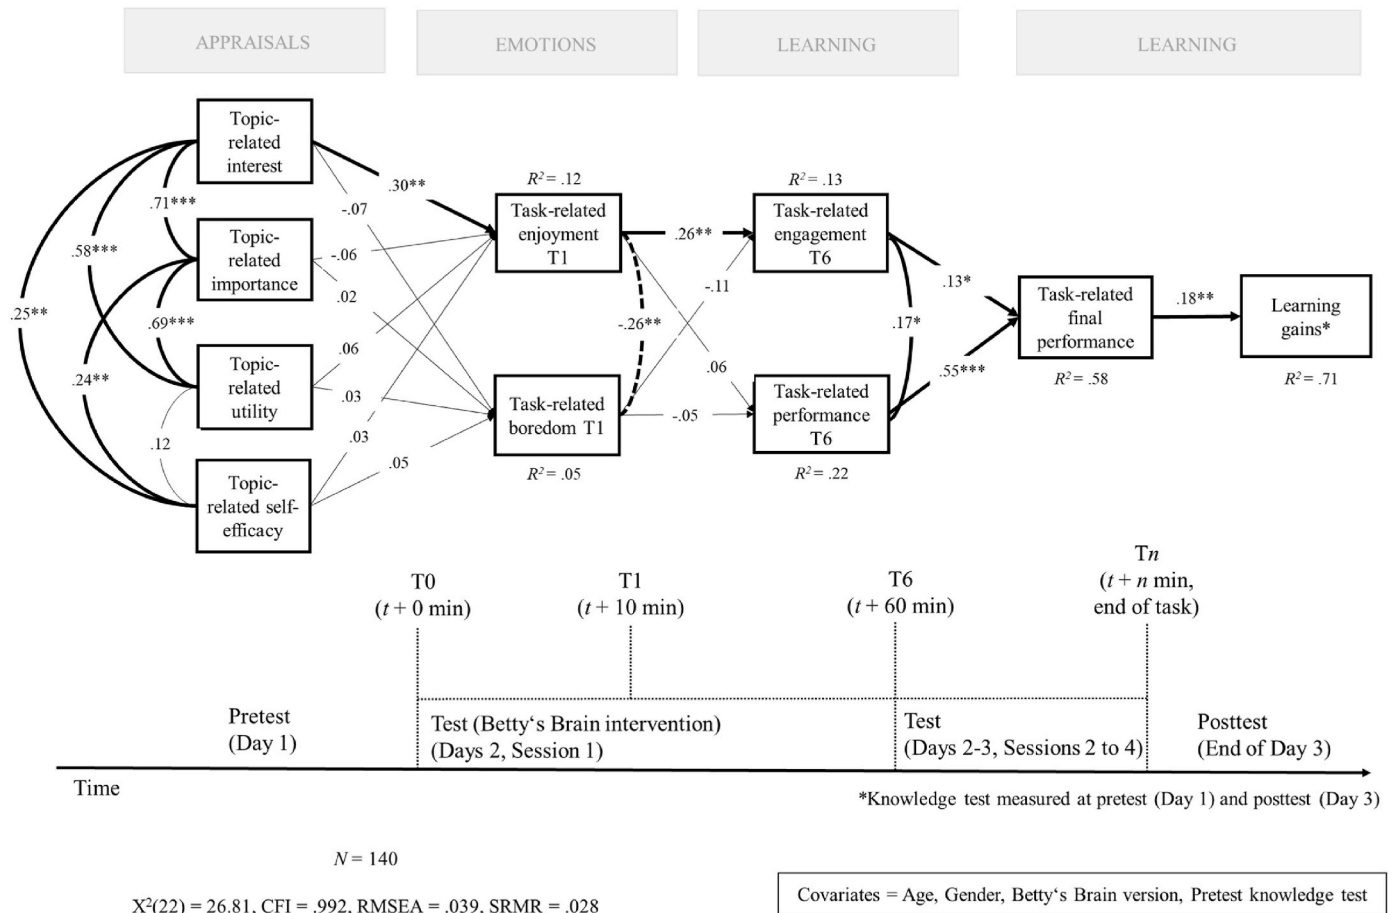 APPRAISALS
EMOTIONS
LEARNING
LEARNING
Topic-
related
interest
Topic-
related
importance
Topic-
related
utility
Topic-
related self-
efficacy
.71***
.58***
.25**
.69***
.24**
.12
.30**
-.07
-.06
.02
.06
.03
.03
.05
R² = .12
Task-related
enjoyment
T1
-.26**
Task-related
boredom T1
R² = .05
.26**
-.11
.06
-.05
R² = .13
Task-related
engagement
T6
.17*
Task-related
performance
T6
R² = .22
.13*
.55***
Task-related
final
performance
R² = .58
.18**
Learning
gains*
R² = .71
T0
(t + 0 min)
T1
(t + 10 min)
T6
(t + 60 min)
Tn
(t + n min,
end of task)
Pretest
(Day 1)
Test (Betty‘s Brain intervention)
(Days 2, Session 1)
Test
(Days 2-3, Sessions 2 to 4)
Posttest
(End of Day 3)
Time
*Knowledge test measured at pretest (Day 1) and posttest (Day 3)
N = 140
X²(22) = 26.81, CFI = .992, RMSEA = .039, SRMR = .028
Covariates = Age, Gender, Betty‘s Brain version, Pretest knowledge test